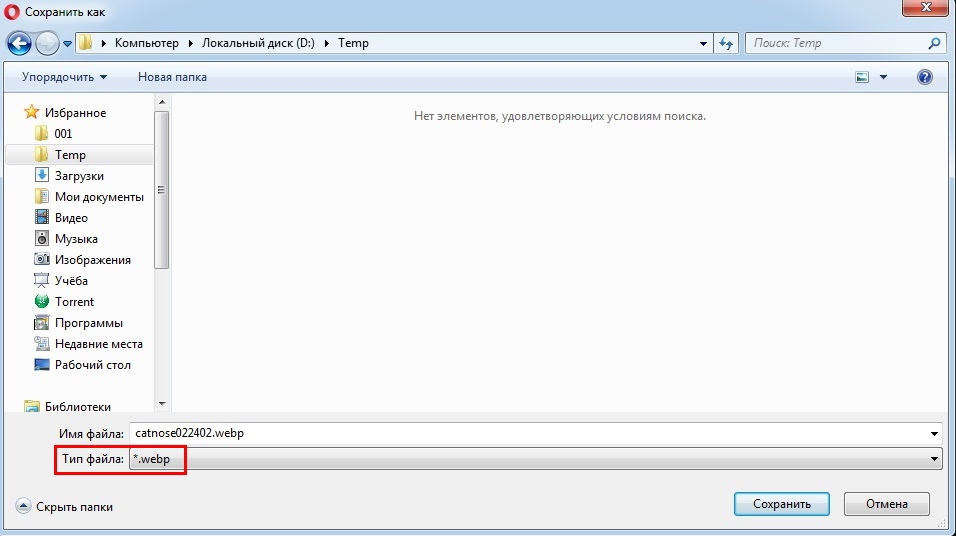 Сохранить как
Компьютер
Локальный диск (D:)
Temp
Поиск: Temp
Упорядочить
Новая папка
Избранное
001
Temp
Загрузки
Мои документы
Видео
Музыка
Изображения
Учёба
Torrent
Программы
Недавние места
Рабочий стол
Библиотеки
Нет элементов, удовлетворяющих условиям поиска.
Имя файла: catnose022402.webp
Тип файла: *.webp
Скрыть папки
Сохранить
Отмена